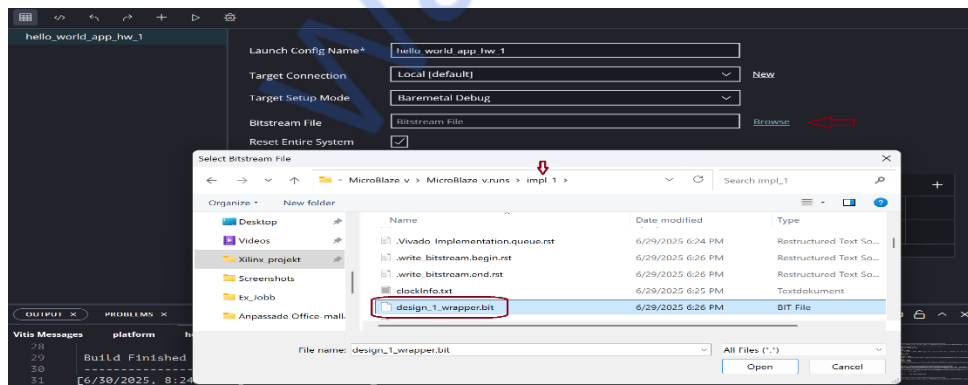 hello_world_app_hw_1
Launch Config Name* hello_world_app_hw_1
Target Connection Local [default] New
Target Setup Mode Baremetal Debug
Bitstream File Bitstream File Browse
Reset Entire System
Select Bitstream File
MicroBlaze_v > MicroBlaze_v.runs > impl_1 > Search impl_1
Organize New folder
Desktop Name Date modified Type
Videos .Vivado_Implementation.queue.rst 6/29/2025 6:24 PM Restructured Text So...
Xilinx_projekt .write_bitstream.begin.rst 6/29/2025 6:26 PM Restructured Text So...
Screenshots .write_bitstream.end.rst 6/29/2025 6:26 PM Restructured Text So...
Ex_Jobb clockInfo.txt 6/29/2025 6:25 PM Textdokument
Anpassade Office-mall design_1_wrapper.bit 6/29/2025 6:26 PM BIT File
OUTPUT × PROBLEMS ×
Vitis Messages platform
28
29 Build Finished
30 --------------
31 [6/30/2025, 8:24
File name: design_1_wrapper.bit All Files (*.*)
Open Cancel